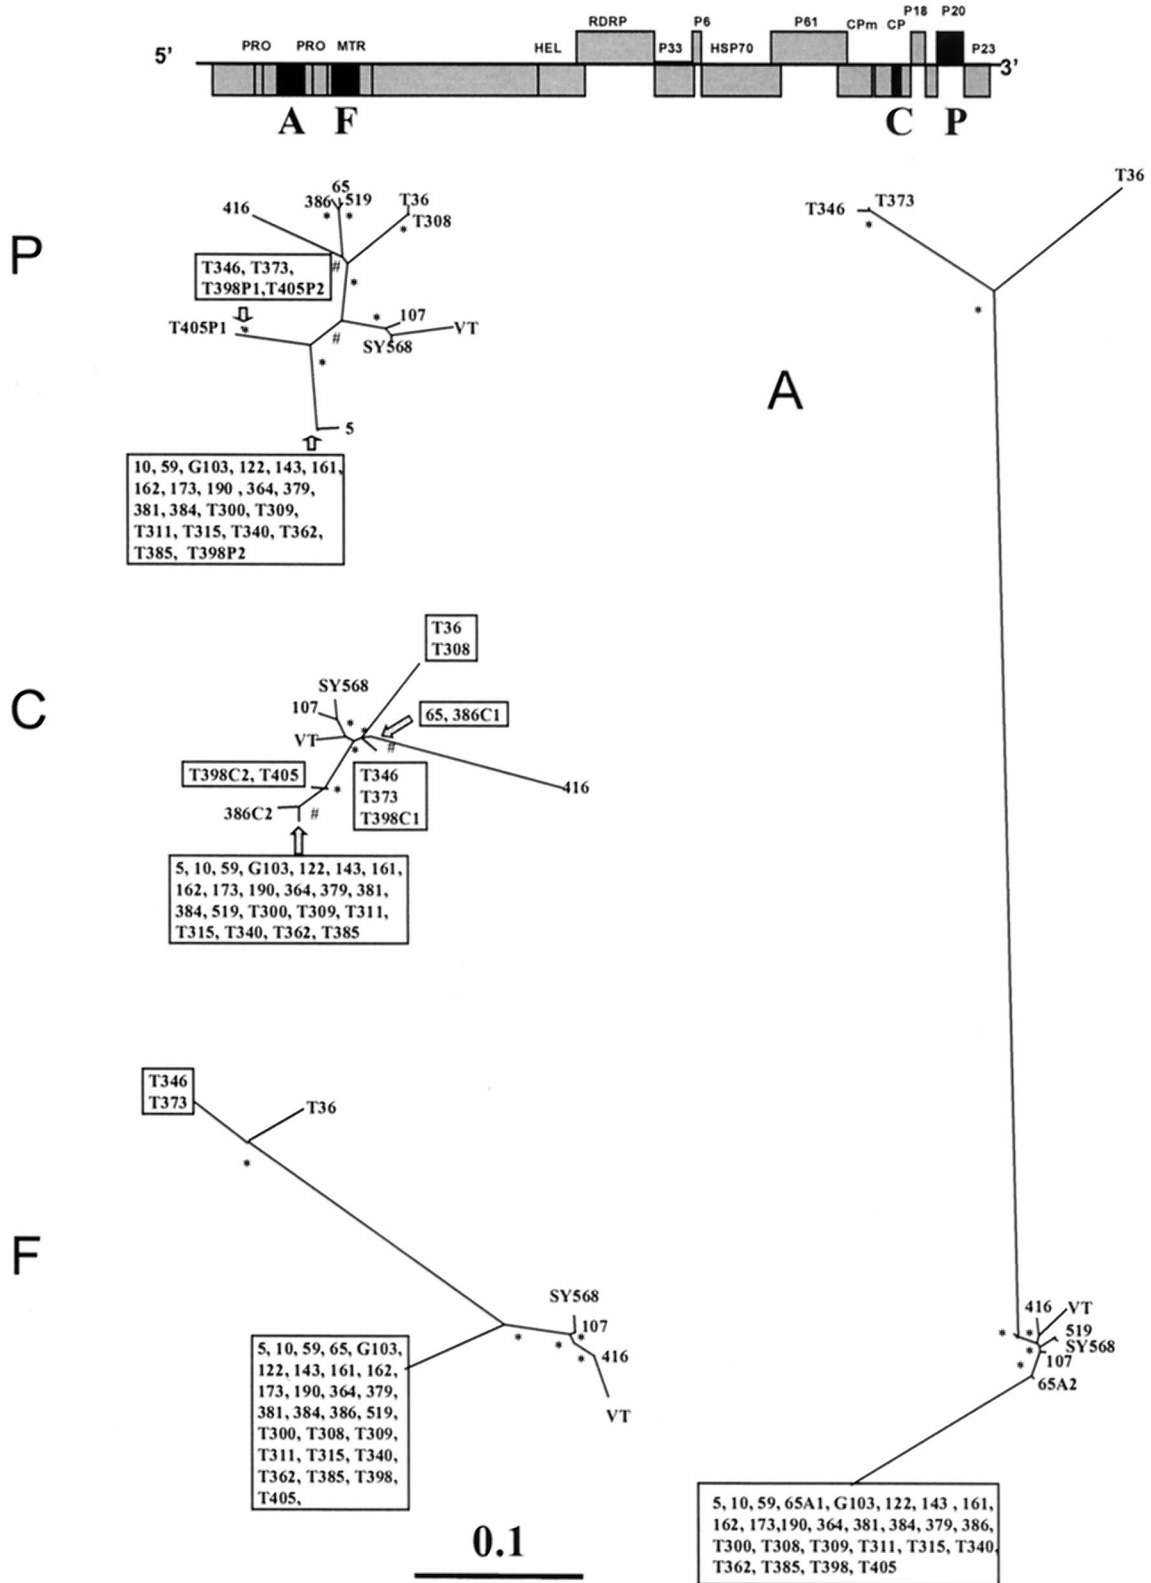 RDRP P6 P61 CPm CP P18 P20
5’ PRO PRO MTR HEL P33 HSP70 P23 3’
A F C P
P
416 386 65 519 T36
T308
T346, T373,
T398P1,T405P2
T405P1
107
VT
SY568
5
10, 59, G103, 122, 143, 161,
162, 173, 190 , 364, 379,
381, 384, T300, T309,
T311, T315, T340, T362,
T385, T398P2
C
T36
T308
SY568
107
VT
65, 386C1
T398C2, T405
T346
T373
T398C1
416
386C2
5, 10, 59, G103, 122, 143, 161,
162, 173, 190, 364, 379, 381,
384, 519, T300, T309, T311,
T315, T340, T362, T385
F
T346
T373
T36
SY568
107
416
VT
5, 10, 59, 65, G103,
122, 143, 161, 162,
173, 190, 364, 379,
381, 384, 386, 519,
T300, T308, T309,
T311, T315, T340,
T362, T385, T398,
T405,
0.1
A
T346 T373
T36
416 VT
519
SY568
107
65A2
5, 10, 59, 65A1, G103, 122, 143 , 161,
162, 173,190, 364, 381, 384, 379, 386,
T300, T308, T309, T311, T315, T340,
T362, T385, T398, T405